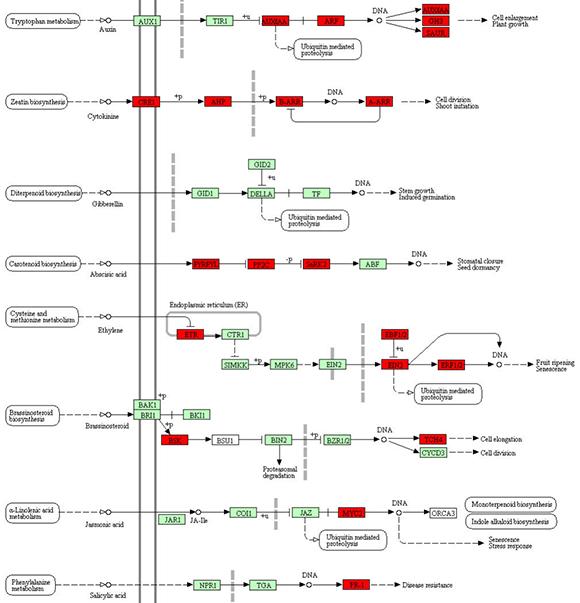 Tryptophan metabolism
Auxin
AUX1
TIR1
+u
AUX/IAA
ARF
DNA
AUX/IAA
GH3
SAUR
Cell enlargement
Plant growth
Ubiquitin mediated
proteolysis
Zeatin biosynthesis
Cytokinine
CRE1
+p
AHP
+p
B-ARR
DNA
A-ARR
Cell division
Shoot initiation
Diterpenoid biosynthesis
Gibberellin
GID1
GID2
+u
DELLA
TF
DNA
Stem growth
Induced germination
Ubiquitin mediated
proteolysis
Carotenoid biosynthesis
Abscisic acid
PYR/PYL
PP2C
-p
SnRK2
ABF
DNA
Stomatal closure
Seed dormancy
Cysteine and
methionine metabolism
Ethylene
Endoplasmic reticulum (ER)
ETR
CTR1
SIMKK
+p
MPK6
EIN2
EBF1/2
+u
EIN3
ERF1/2
DNA
Fruit ripening
Senescence
Ubiquitin mediated
proteolysis
Brassinosteroid
biosynthesis
Brassinosteroid
BAK1
+p
BRI1
BKI1
+p
BSK
BSU1
BIN2
+p
BZR1/2
DNA
TCH4
CYCD3
Cell elongation
Cell division
Proteasomal
degradation
α-Linolenic acid
metabolism
Jasmonic acid
JAR1
JA-Ile
COI1
+u
JAZ
MYC2
DNA
ORCA3
Monoterpenoid biosynthesis
Indole alkaloid biosynthesis
Senescence
Stress response
Ubiquitin mediated
proteolysis
Phenylalanine
metabolism
Salicylic acid
NPR1
TGA
DNA
PR-1
Disease resistance